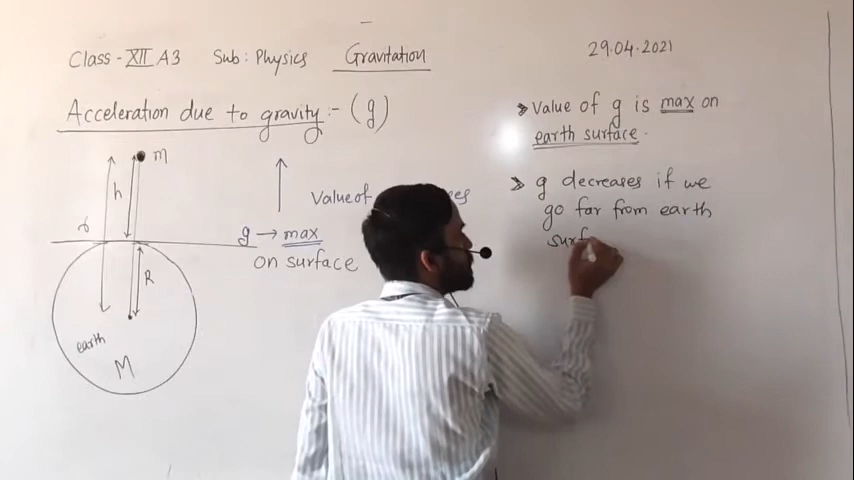 Class - XII A3 Sub : Physics Gravitation
29.04.2021
Acceleration due to gravity :- (g)
m
h
r
R
earth
M
Value of
g → max
on surface
➤ Value of g is max on
earth surface.
➤ g decreases if we
go far from earth
surf